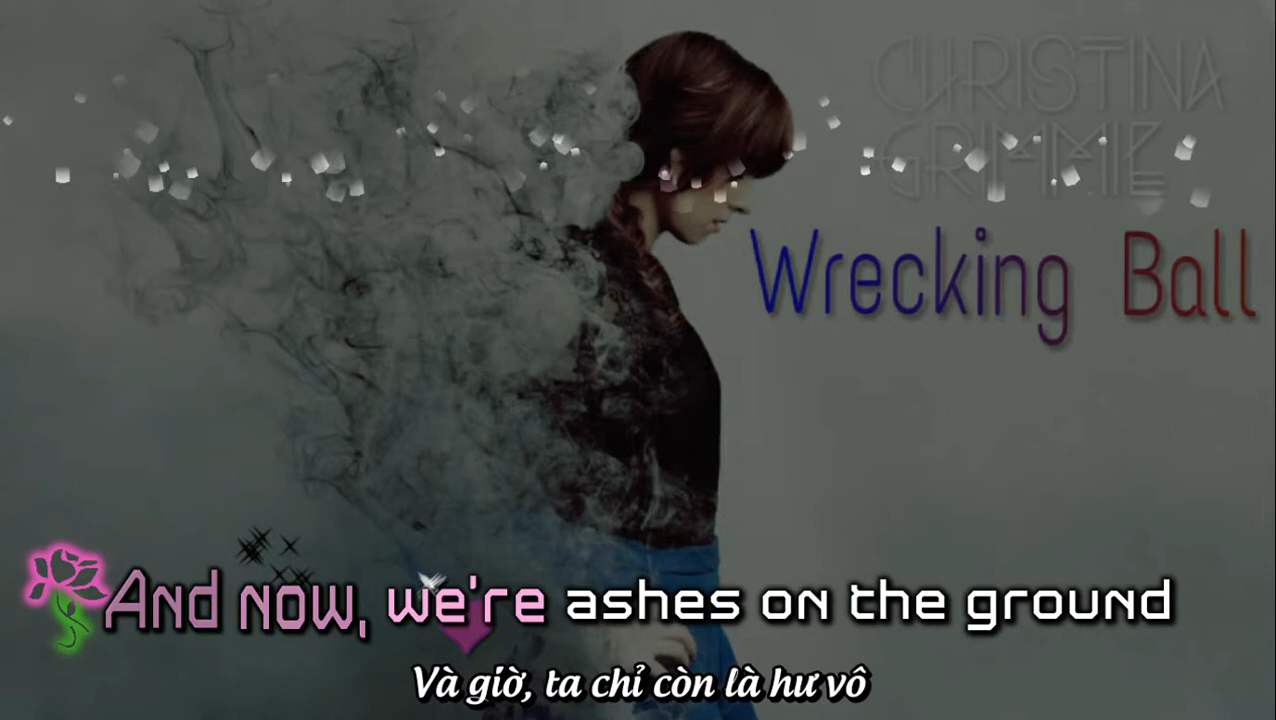 CHRISTINA
GRIMMIE
Wrecking Ball
And now, we're ashes on the ground
Và giờ, ta chỉ còn là hư vô